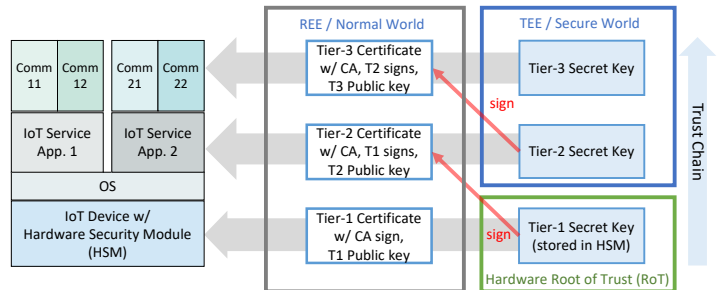 REE / Normal World
TEE / Secure World
Comm
11
Comm
12
Comm
21
Comm
22
Tier-3 Certificate
w/ CA, T2 signs,
T3 Public key
Tier-3 Secret Key
sign
IoT Service
App. 1
IoT Service
App. 2
Tier-2 Certificate
w/ CA, T1 signs,
T2 Public key
Tier-2 Secret Key
Trust Chain
OS
IoT Device w/
Hardware Security Module
(HSM)
Tier-1 Certificate
w/ CA sign,
T1 Public key
sign
Tier-1 Secret Key
(stored in HSM)
Hardware Root of Trust (RoT)